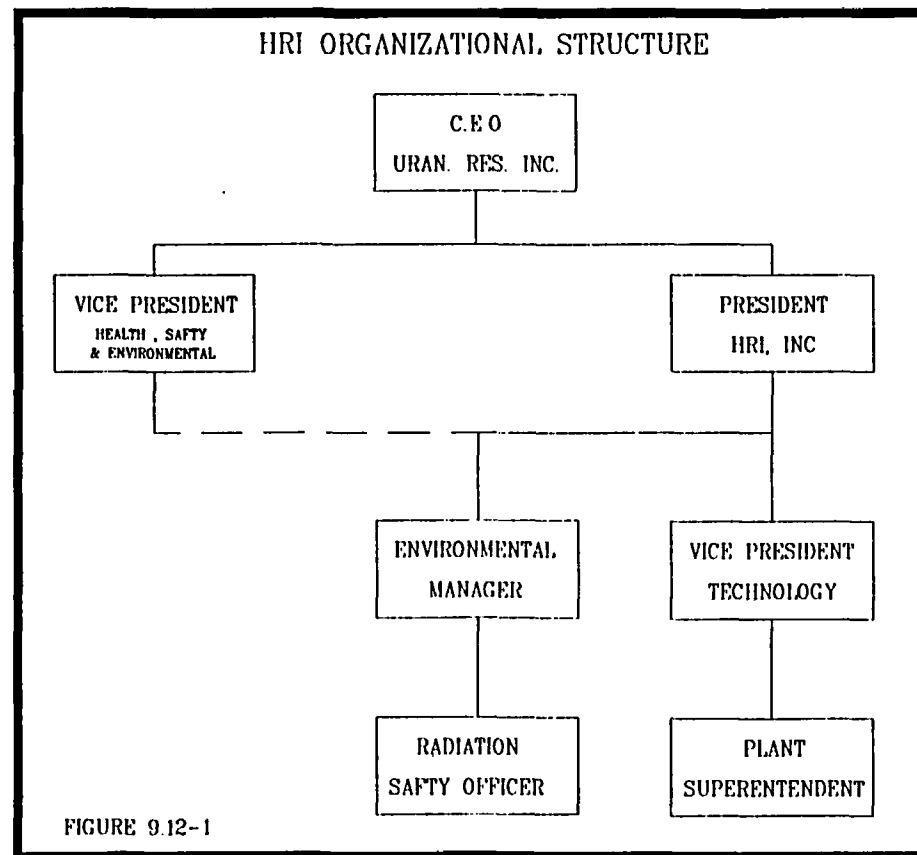 HRI ORGANIZATIONAL STRUCTURE
C.E O
URAN. RES. INC.
VICE PRESIDENT
HEALTH , SAFTY
& ENVIRONMENTAL
PRESIDENT
HRI, INC
ENVIRONMENTAL
MANAGER
VICE PRESIDENT
TECHNOLOGY
RADIATION
SAFTY OFFICER
PLANT
SUPERENTENDENT
FIGURE 9.12-1